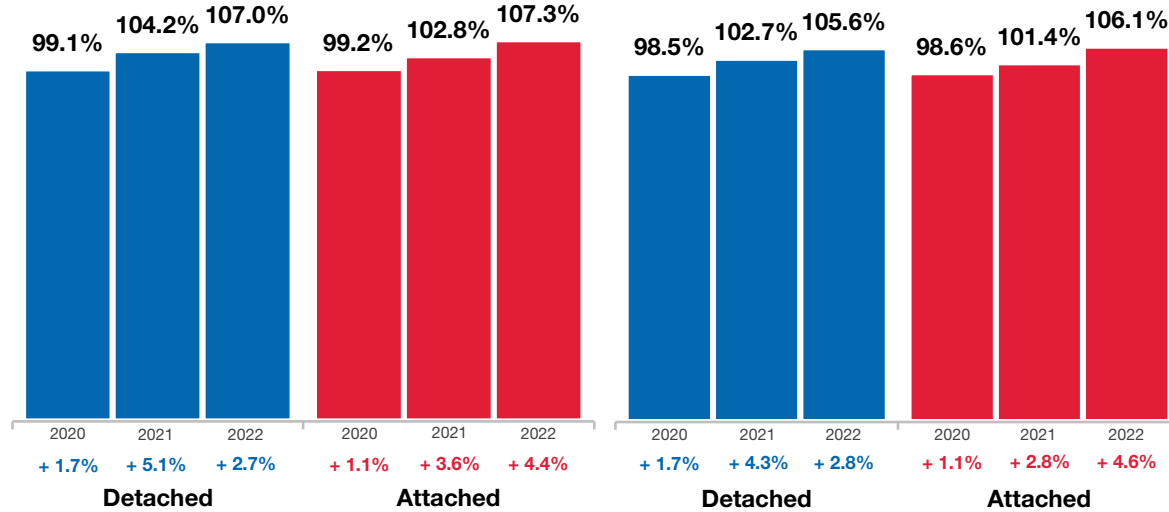 99.1% 104.2% 107.0% 99.2% 102.8% 107.3% 98.5% 102.7% 105.6% 98.6% 101.4% 106.1%
2020 2021 2022 2020 2021 2022 2020 2021 2022 2020 2021 2022
+ 1.7% + 5.1% + 2.7% + 1.1% + 3.6% + 4.4% + 1.7% + 4.3% + 2.8% + 1.1% + 2.8% + 4.6%
Detached Attached Detached Attached